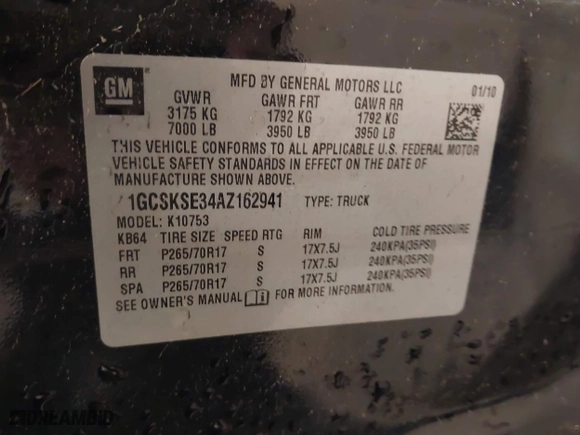 GM
MFD BY GENERAL MOTORS LLC
01/10
GVWR GAWR FRT GAWR RR
3175 KG 1792 KG 1792 KG
7000 LB 3950 LB 3950 LB
THIS VEHICLE CONFORMS TO ALL APPLICABLE U.S. FEDERAL MOTOR
VEHICLE SAFETY STANDARDS IN EFFECT ON THE DATE OF
MANUFACTURE SHOWN ABOVE.
1GCSKSE34AZ162941 TYPE: TRUCK
MODEL: K10753
KB64 TIRE SIZE SPEED RTG RIM COLD TIRE PRESSURE
FRT P265/70R17 S 17X7.5J 240KPA(35PSI)
RR P265/70R17 S 17X7.5J 240KPA(35PSI)
SPA P265/70R17 S 17X7.5J 240KPA(35PSI)
SEE OWNER'S MANUAL FOR MORE INFORMATION.
DREAMBID